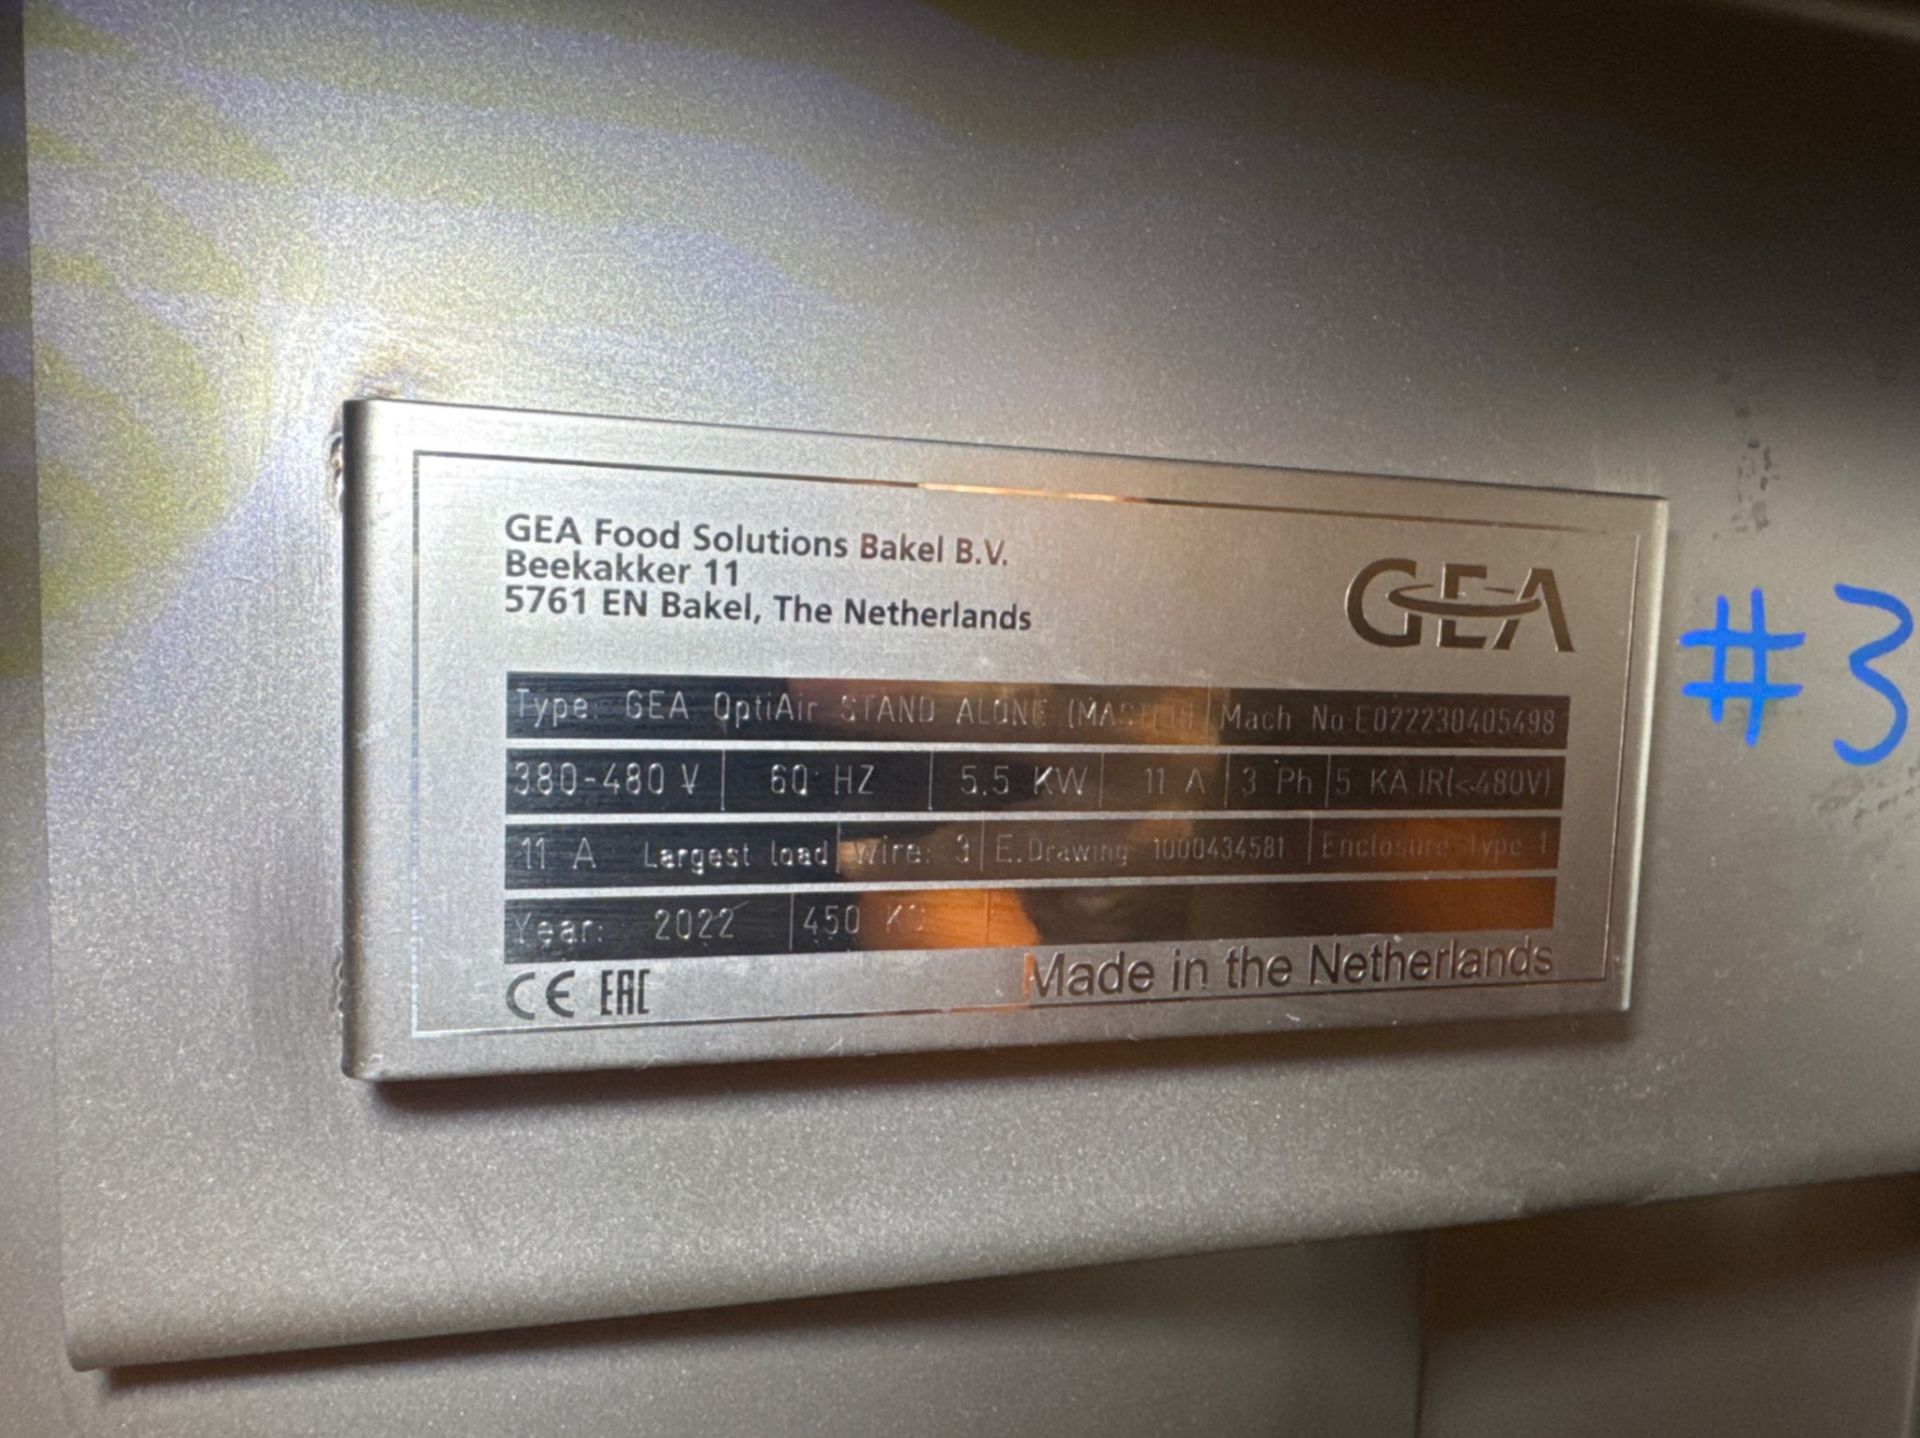 GEA Food Solutions Bakel B.V.
Beekakker 11
5761 EN Bakel, The Netherlands
GEA
#3
Type: GEA OptiAir STAND ALONE (MASTER) Mach No.E022230405498
380-480 V 60 HZ 5.5 KW 11 A 3 Ph 5 KA IR(<480V)
11 A Largest load wire: 3 E.Drawing 1000434581 Enclosure Type 1
Year: 2022 450 KG
CE EAC Made in the Netherlands